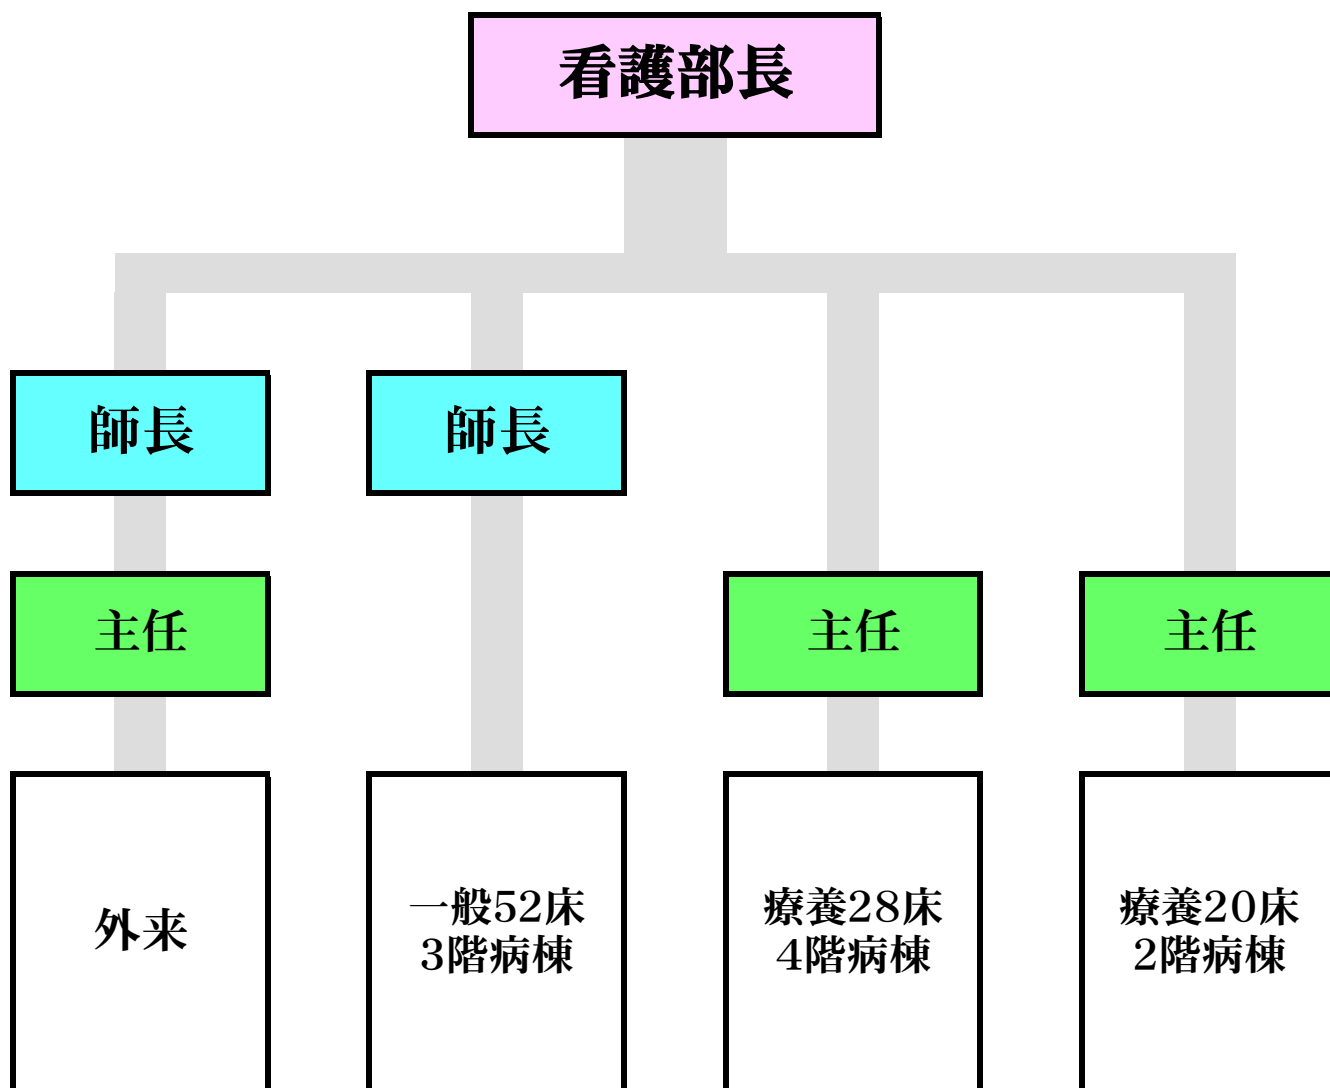 看護部長
師長
師長
主任
主任
主任
外来
一般52床
3階病棟
療養28床
4階病棟
療養20床
2階病棟